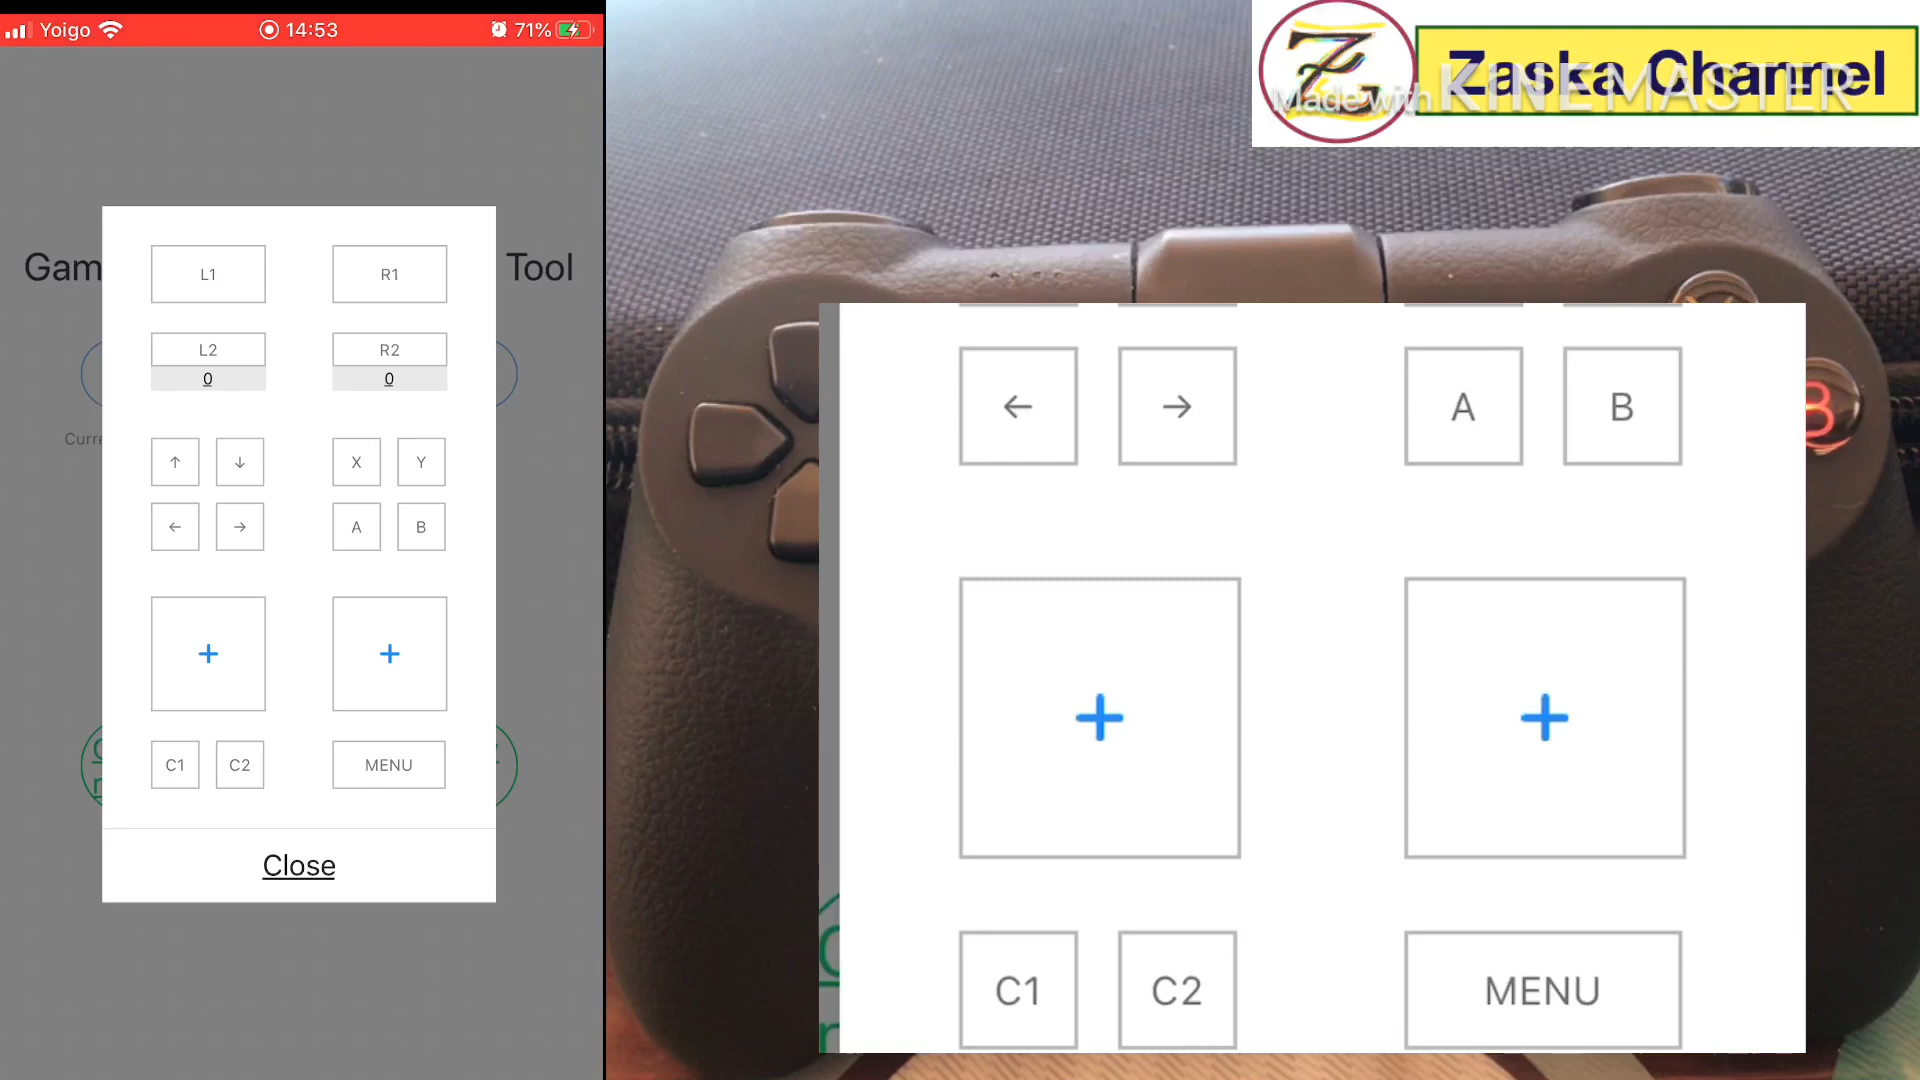 Yoigo 14:53 71%
Z Zaska Channel
Made with KINEMASTER
Gam Tool
L1 R1
L2 R2
0 0
Curre
↑ ↓ X Y
← → A B
+ +
C1 C2 MENU
Close
← → A B
B
+ +
C1 C2 MENU